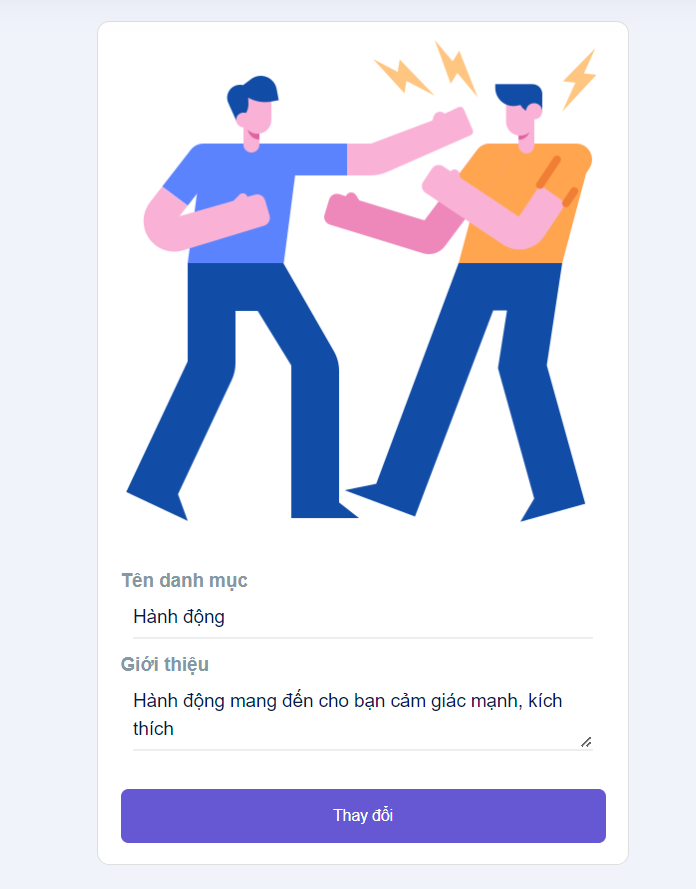 Tên danh mục
Hành động
Giới thiệu
Hành động mang đến cho bạn cảm giác mạnh, kích
thích
Thay đổi